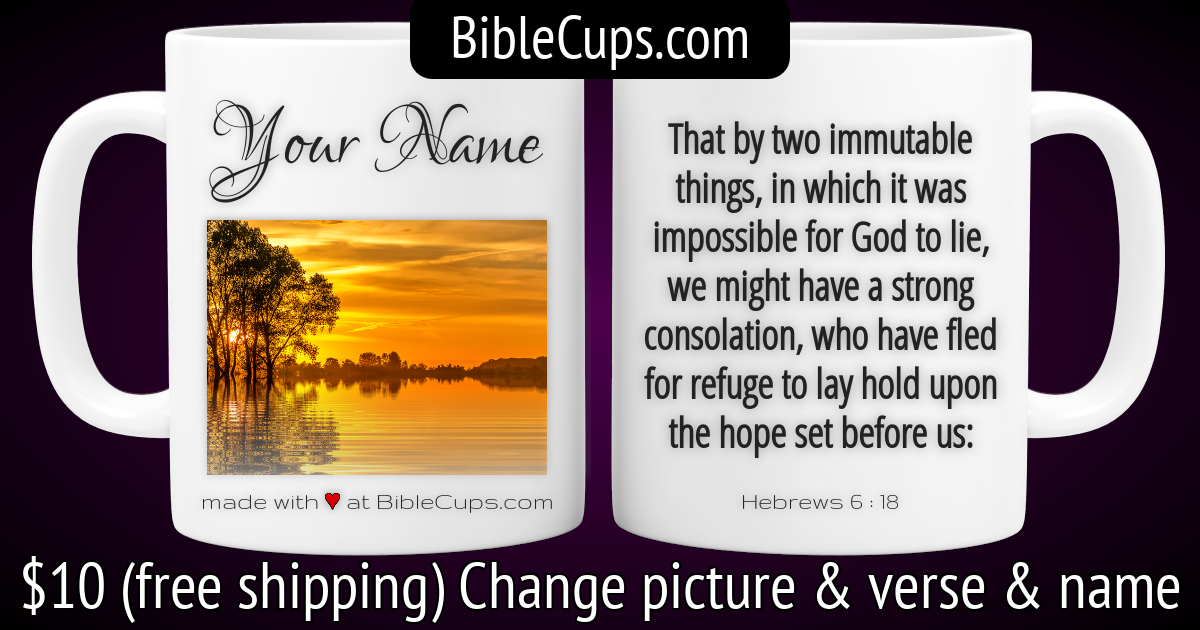 BibleCups.com
Your Name
made with ♥ at BibleCups.com
That by two immutable
things, in which it was
impossible for God to lie,
we might have a strong
consolation, who have fled
for refuge to lay hold upon
the hope set before us:
Hebrews 6 : 18
$10 (free shipping) Change picture & verse & name